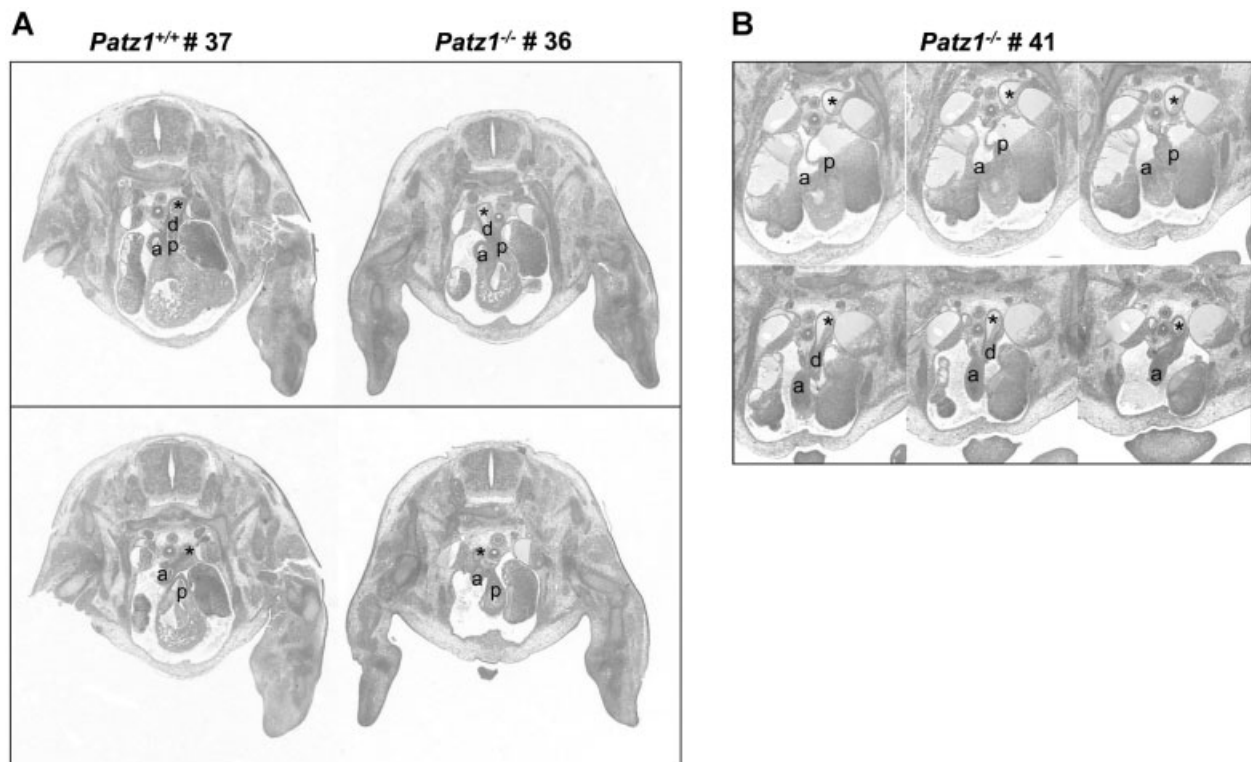 A
Patz1+/+ # 37
Patz1-/- # 36
* d a p
* d a p
* a p
* a p
B
Patz1-/- # 41
* a p
* a p
* a p
* d a
* d a
* a